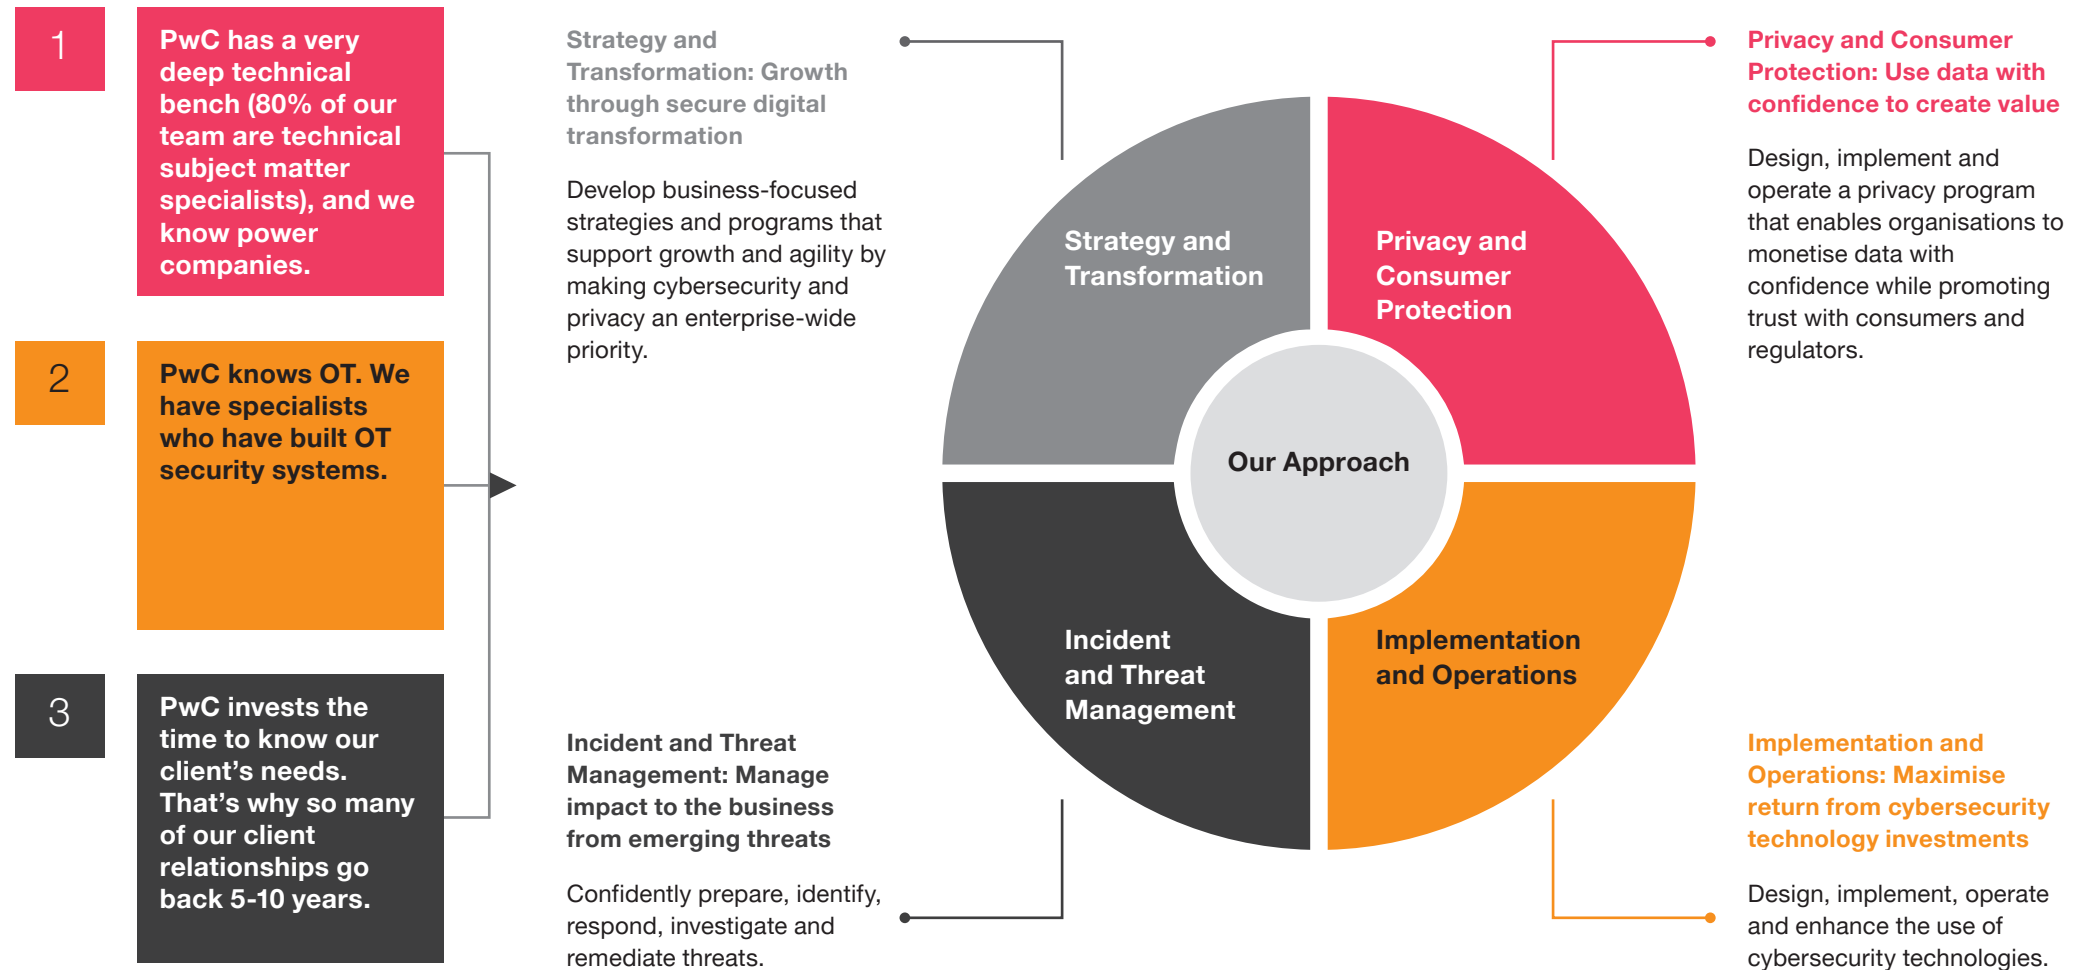 1
PwC has a very
deep technical
bench (80% of our
team are technical
subject matter
specialists), and we
know power
companies.
2
PwC knows OT. We
have specialists
who have built OT
security systems.
3
PwC invests the
time to know our
client’s needs.
That’s why so many
of our client
relationships go
back 5-10 years.
Strategy and
Transformation: Growth
through secure digital
transformation
Develop business-focused
strategies and programs that
support growth and agility by
making cybersecurity and
privacy an enterprise-wide
priority.
Incident and Threat
Management: Manage
impact to the business
from emerging threats
Confidently prepare, identify,
respond, investigate and
remediate threats.
Strategy and
Transformation
Privacy and
Consumer
Protection
Our Approach
Incident
and Threat
Management
Implementation
and Operations
Privacy and Consumer
Protection: Use data with
confidence to create value
Design, implement and
operate a privacy program
that enables organisations to
monetise data with
confidence while promoting
trust with consumers and
regulators.
Implementation and
Operations: Maximise
return from cybersecurity
technology investments
Design, implement, operate
and enhance the use of
cybersecurity technologies.